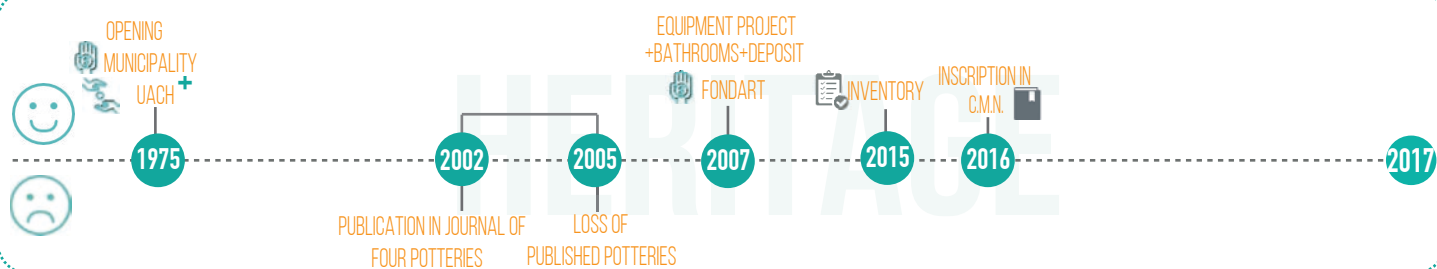 OPENING
MUNICIPALITY
UACH +
EQUIPMENT PROJECT
+BATHROOMS+DEPOSIT
FONDART
INVENTORY
INSCRIPTION IN
C.M.N.
HERITAGE
1975
2002
2005
2007
2015
2016
2017
PUBLICATION IN JOURNAL OF
FOUR POTTERIES
LOSS OF
PUBLISHED POTTERIES